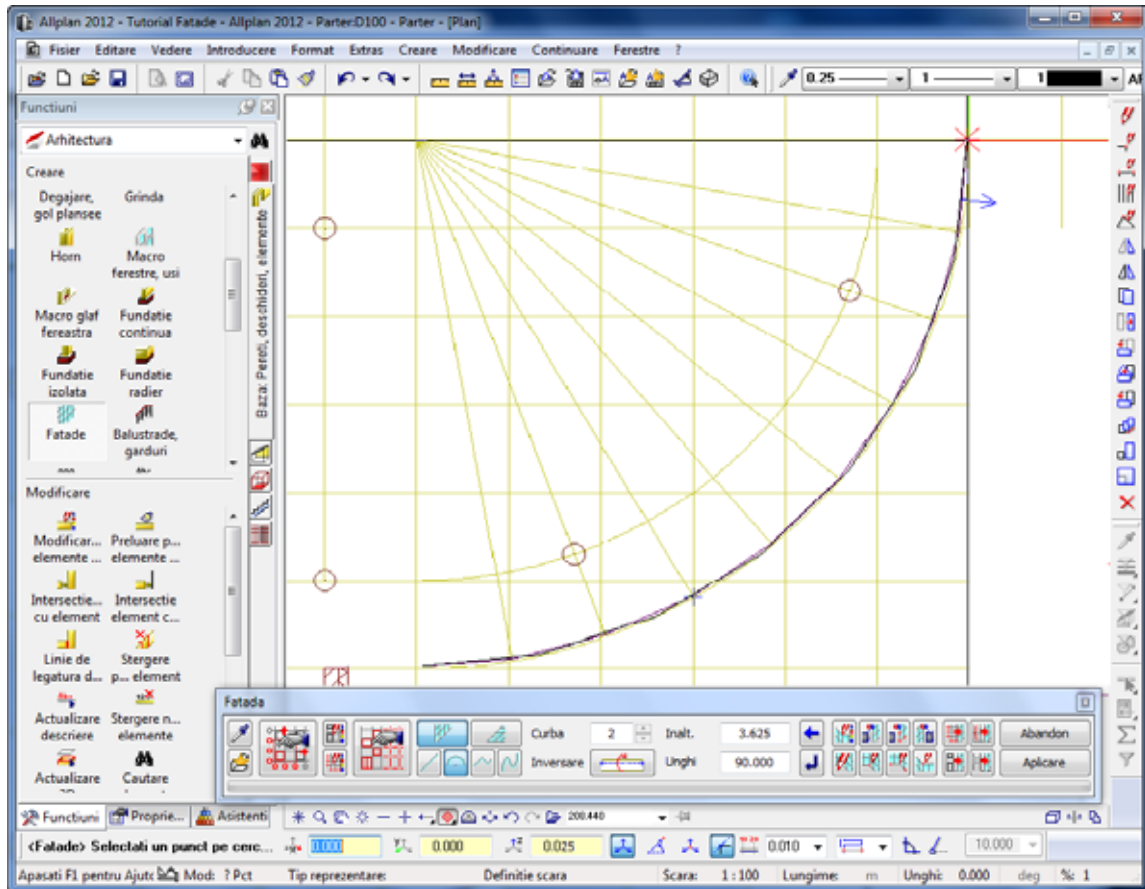 Allplan 2012 - Tutorial Fatade - Allplan 2012 - Parter:D100 - Parter - [Plan]
Fisier Editare Vedere Introducere Format Extras Creare Modificare Continuare Ferestre ?
0.25 1 1
Functiuni
Arhitectura
Creare
Degajare, gol plansee
Grinda
Horn
Macro ferestre, usi
Macro glaf fereastra
Fundatie continua
Fundatie izolata
Fundatie radier
Fatade
Balustrade, garduri
Baza: Pereti, deschideri, elemente
Modificare
Modificar... elemente ...
Preluare p... elemente ...
Intersectie... cu element
Intersectie element c...
Linie de legatura d...
Stergere p... element
Actualizare descriere
Stergere n... elemente
Actualizare
Cautare
Fatada
Curba 2 Inalt. 3.625 Abandon
Inversare Unghi 90.000 Aplicare
Functiuni Proprie... Asistenti 200.440
<Fatade> Selectati un punct pe cerc... 0.000 0.000 0.025 0.010 10.000
Apasati F1 pentru Ajuto Mod: ? Pct Tip reprezentare: Definitie scara Scara: 1:100 Lungime: m Unghi: 0.000 deg %: 1